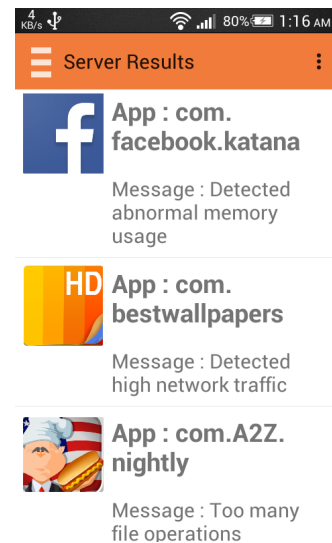 4
KB/s
80%
1:16 AM
Server Results
App : com.
facebook.katana
Message : Detected
abnormal memory
usage
HD
App : com.
bestwallpapers
Message : Detected
high network traffic
App : com.A2Z.
nightly
Message : Too many
file operations